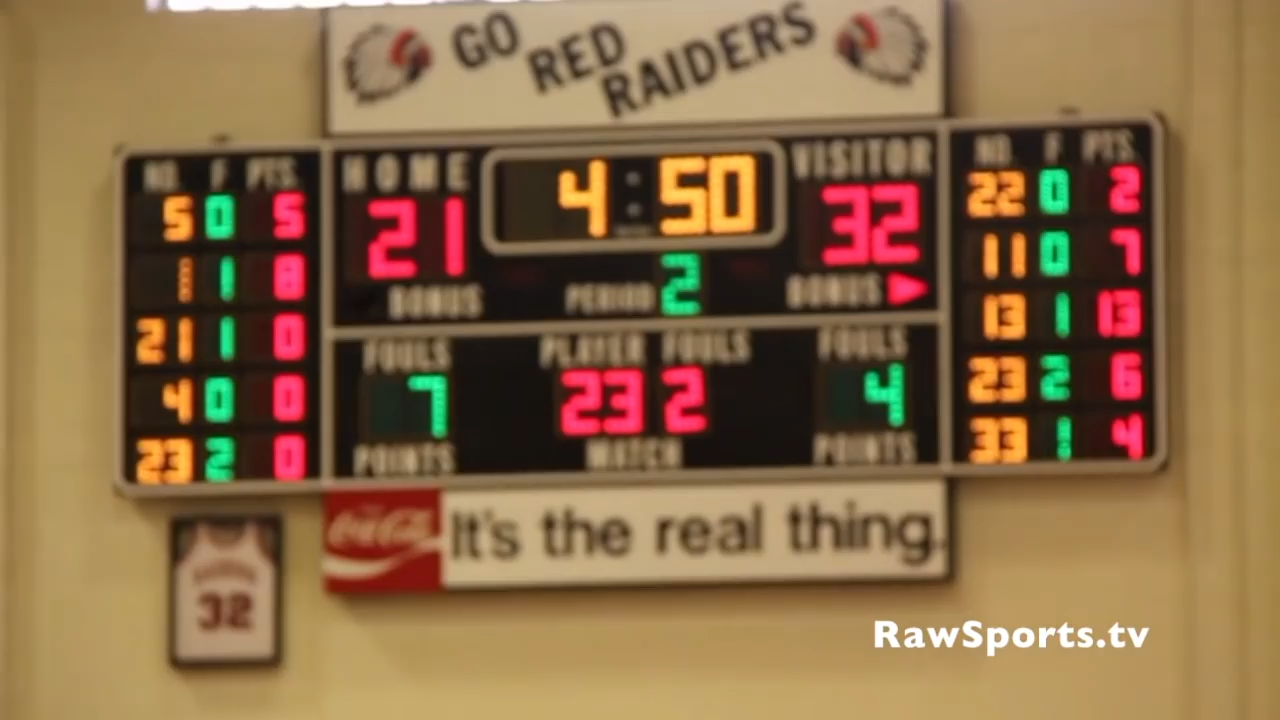 GO RED RAIDERS
HOME 4:50 VISITOR
21 32
BONUS PERIOD 2 BONUS
FOULS PLAYER FOULS FOULS
7 23 2 4
POINTS MATCH POINTS
NO. F PTS.
5 0 5
1 1 8
21 1 0
4 0 0
23 2 0
NO. F PTS.
22 0 2
11 0 7
13 1 13
23 2 6
33 1 4
Coca-Cola It's the real thing.
32
RawSports.tv